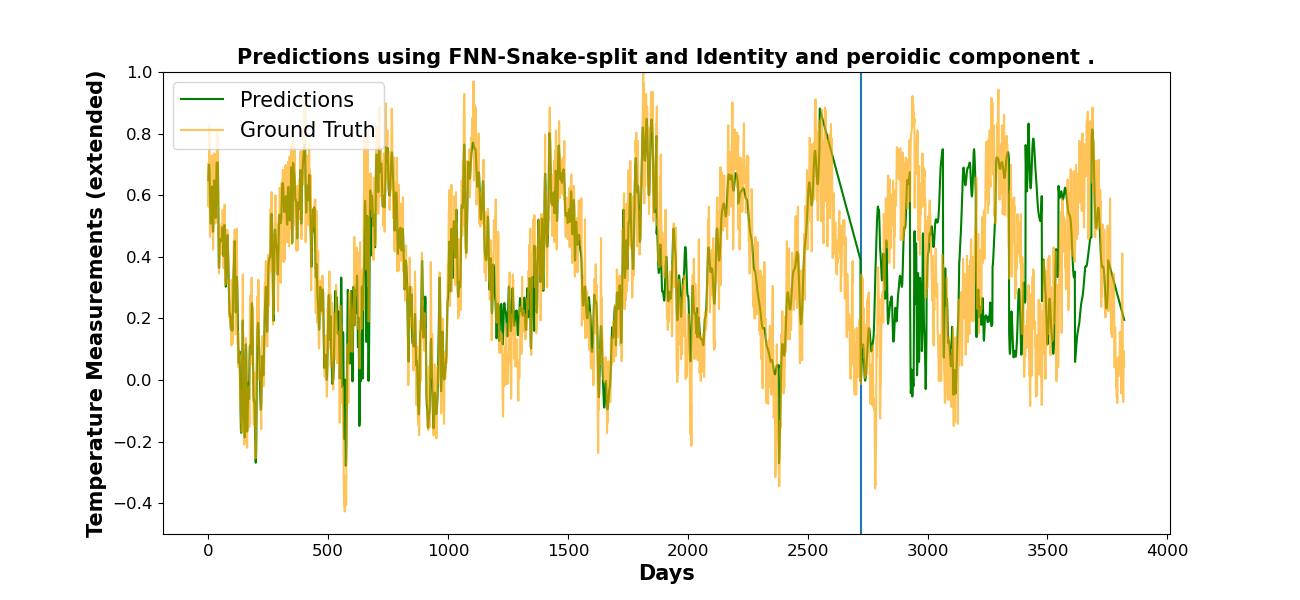 Predictions using FNN-Snake-split and Identity and peroidic component .
Temperature Measurements (extended)
1.0
0.8
0.6
0.4
0.2
0.0
−0.2
−0.4
Predictions
Ground Truth
0 500 1000 1500 2000 2500 3000 3500 4000
Days